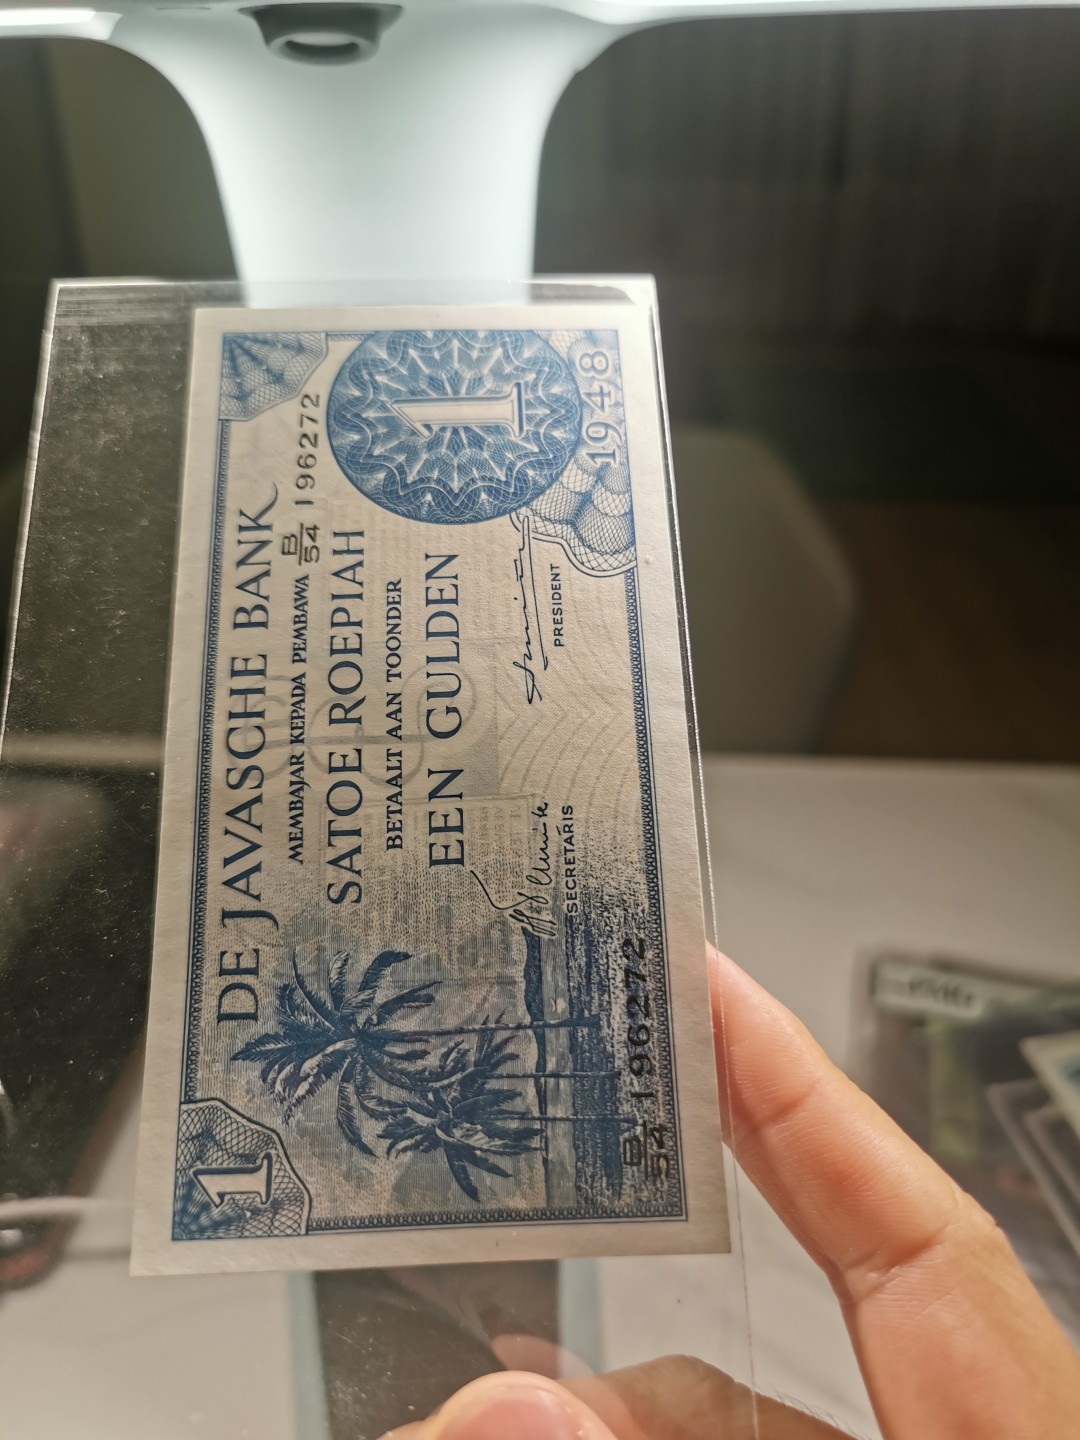 DE JAVASCHE BANK
MEMBAJAR KEPADA PEMBAWA
B
54 196272
SATOE ROEPIAH
BETAALT AAN TOONDER
EEN GULDEN
1
1
1948
PRESIDENT
SECRETARIS
B
54 196272